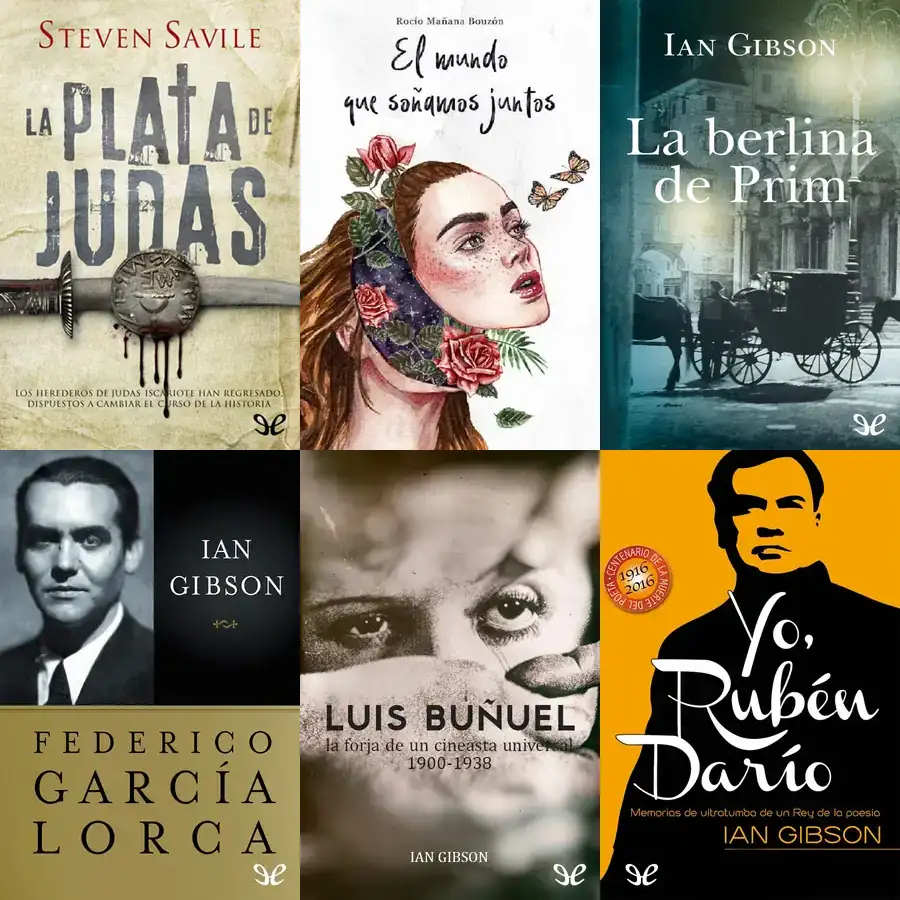 STEVEN SAVILE
LA PLATA DE
JUDAS
LOS HEREDEROS DE JUDAS ISCARIOTE HAN REGRESADO,
DISPUESTOS A CAMBIAR EL CURSO DE LA HISTORIA
Rocío Mañana Bouzón
El mundo
que soñamos juntos
IAN GIBSON
La berlina
de Prim
IAN
GIBSON
FEDERICO
GARCÍA
LORCA
LUIS BUÑUEL
la forja de un cineasta universal
1900-1938
IAN GIBSON
CENTENARIO DE LA MUERTE DEL POETA
1916
2016
Yo,
Rubén
Darío
Memorias de ultratumba de un Rey de la poesía
IAN GIBSON